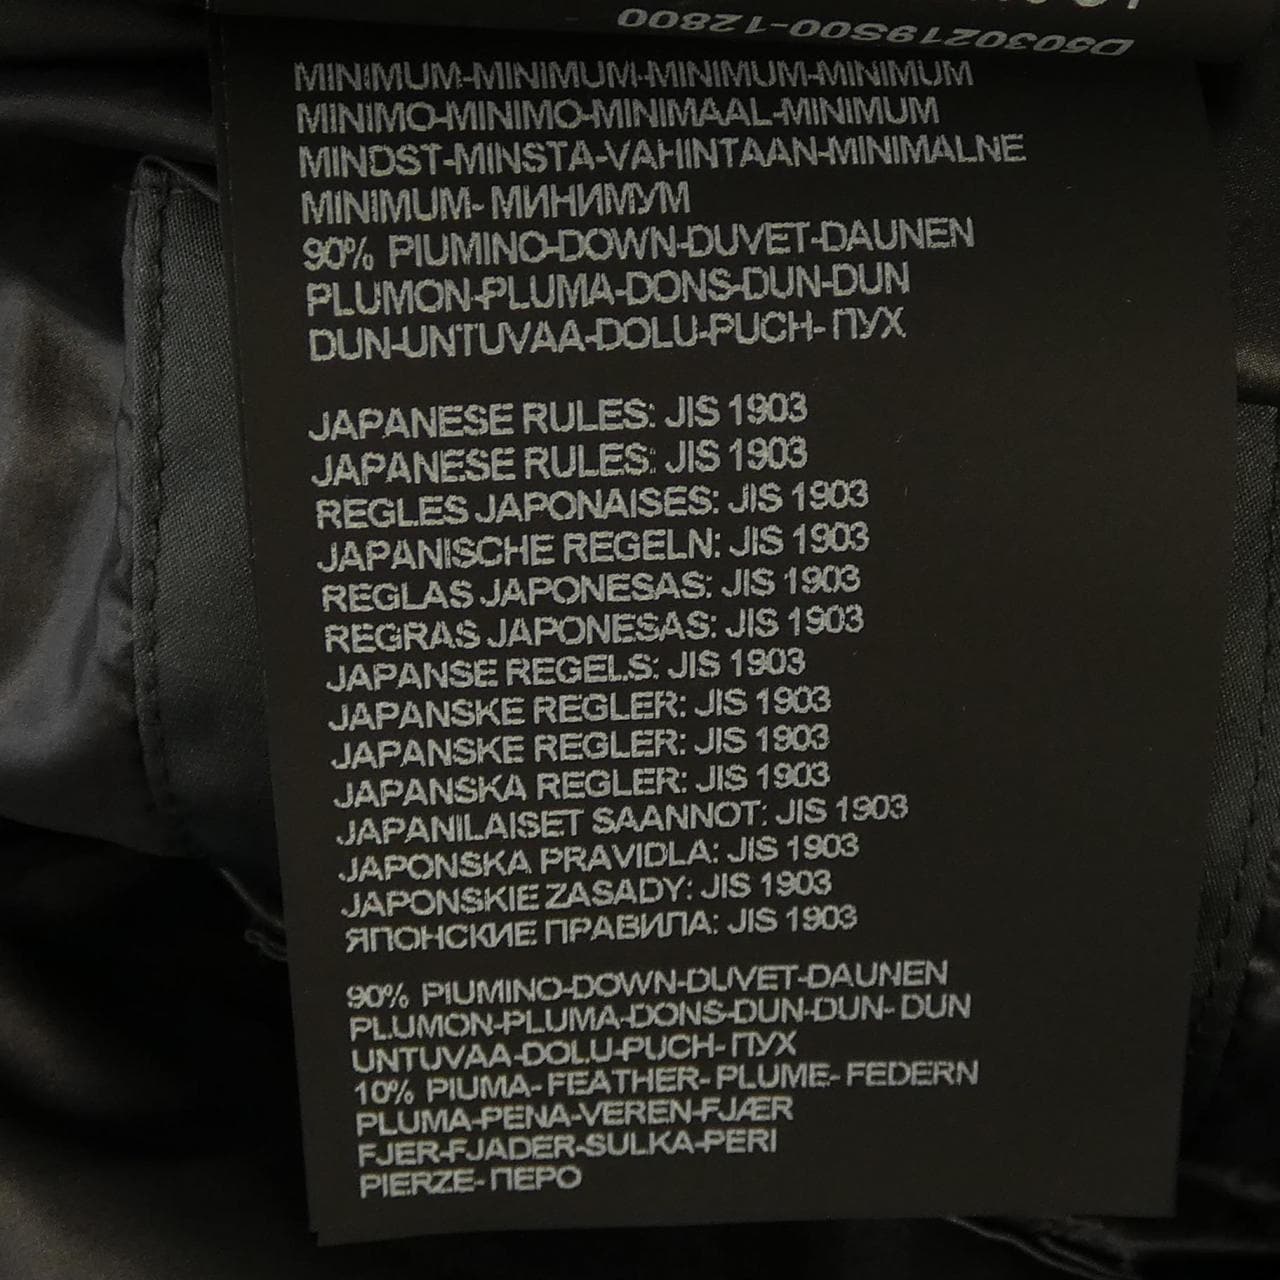 D5030219S00-12800
MINIMUM-MINIMUM-MINIMUM-MINIMUM
MINIMO-MINIMO-MINIMAAL-MINIMUM
MINDST-MINSTA-VAHINTAAN-MINIMALNE
MINIMUM- МИНИМУМ
90% PIUMINO-DOWN-DUVET-DAUNEN
PLUMON-PLUMA-DONS-DUN-DUN
DUN-UNTUVAA-DOLU-PUCH- ПУХ
JAPANESE RULES: JIS 1903
JAPANESE RULES: JIS 1903
REGLES JAPONAISES: JIS 1903
JAPANISCHE REGELN: JIS 1903
REGLAS JAPONESAS: JIS 1903
REGRAS JAPONESAS: JIS 1903
JAPANSE REGELS: JIS 1903
JAPANSKE REGLER: JIS 1903
JAPANSKE REGLER: JIS 1903
JAPANSKA REGLER: JIS 1903
JAPANILAISET SAANNOT: JIS 1903
JAPONSKA PRAVIDLA: JIS 1903
JAPONSKIE ZASADY: JIS 1903
ЯПОНСКИЕ ПРАВИЛА: JIS 1903
90% PIUMINO-DOWN-DUVET-DAUNEN
PLUMON-PLUMA-DONS-DUN-DUN- DUN
UNTUVAA-DOLU-PUCH- ПУХ
10% PIUMA- FEATHER- PLUME- FEDERN
PLUMA-PENA-VEREN-FJÆR
FJER-FJADER-SULKA-PERI
PIERZE- ПЕРО